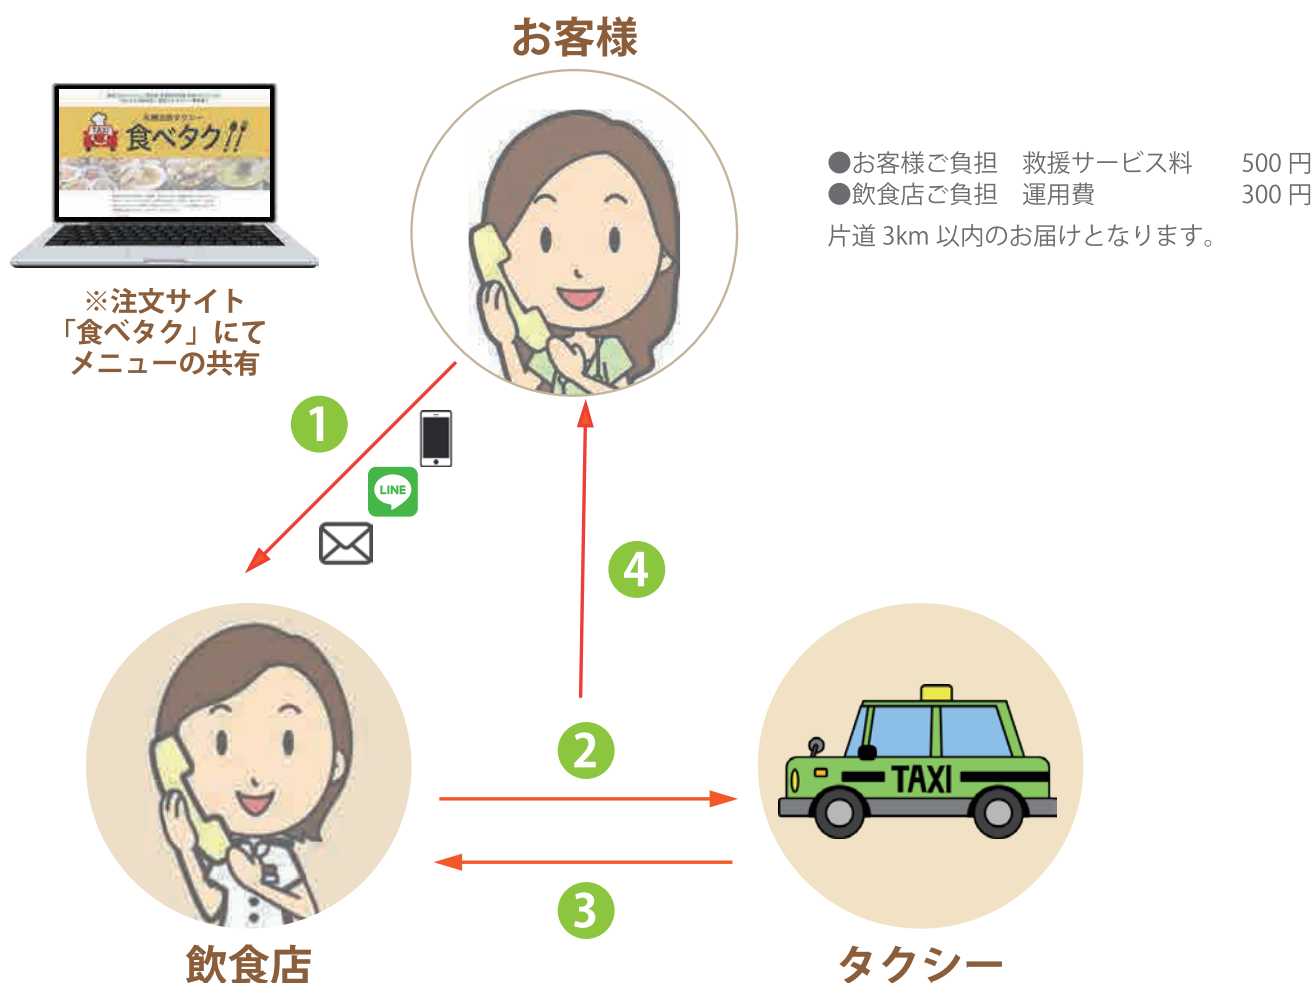 お客様
食べタク!!
※注文サイト
「食べタク」にて
メニューの共有
●お客様ご負担　救援サービス料　　500 円
●飲食店ご負担　運用費　　300 円
片道 3km 以内のお届けとなります。
1
LINE
4
2
TAXI
3
飲食店
タクシー